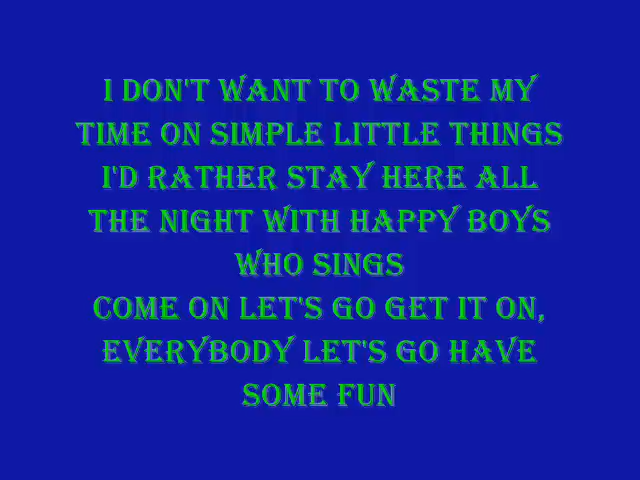 I DON'T WANT TO WASTE MY
TIME ON SIMPLE LITTLE THINGS
I'D RATHER STAY HERE ALL
THE NIGHT WITH HAPPY BOYS
WHO SINGS
COME ON LET'S GO GET IT ON,
EVERYBODY LET'S GO HAVE
SOME FUN